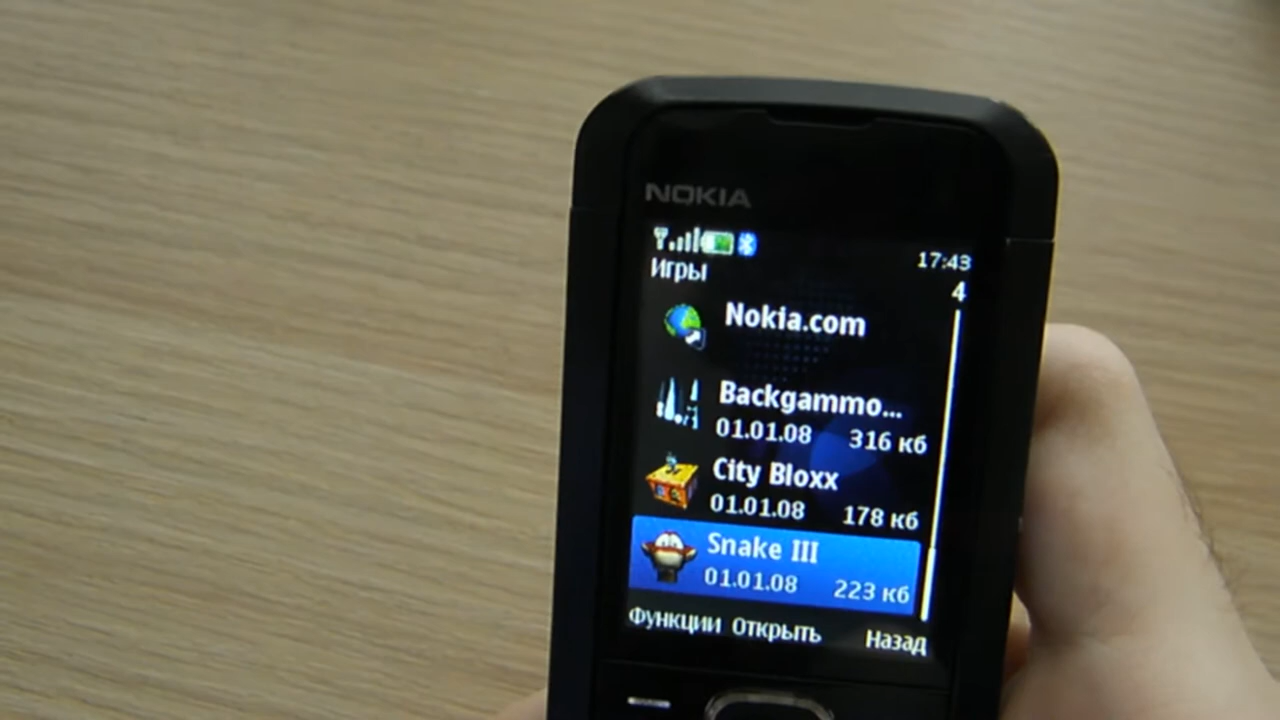 NOKIA
17:43
Игры
4
Nokia.com
Backgammo...
01.01.08 316 кб
City Bloxx
01.01.08 178 кб
Snake III
01.01.08 223 кб
Функции Открыть Назад